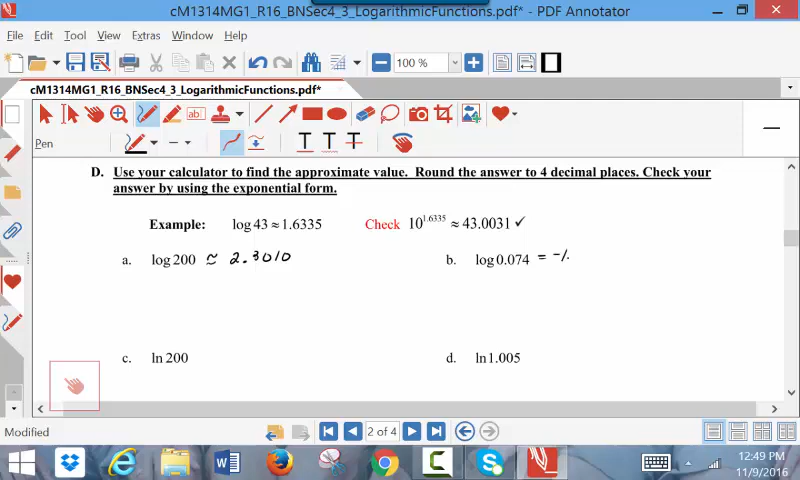 cM1314MG1_R16_BNSec4_3_LogarithmicFunctions.pdf* - PDF Annotator
File Edit Tools View Extras Window Help
100 %
cM1314MG1_R16_BNSec4_3_LogarithmicFunctions.pdf*
ab|
T T T
Pen
D. Use your calculator to find the approximate value. Round the answer to 4 decimal places. Check your
answer by using the exponential form.
Example: log 43 ≈ 1.6335 Check 10^1.6335 ≈ 43.0031 ✓
a. log 200 ≈ 2.3010 b. log 0.074 = -1.
c. ln 200 d. ln 1.005
Modified 2 of 4
12:49 PM
11/9/2016